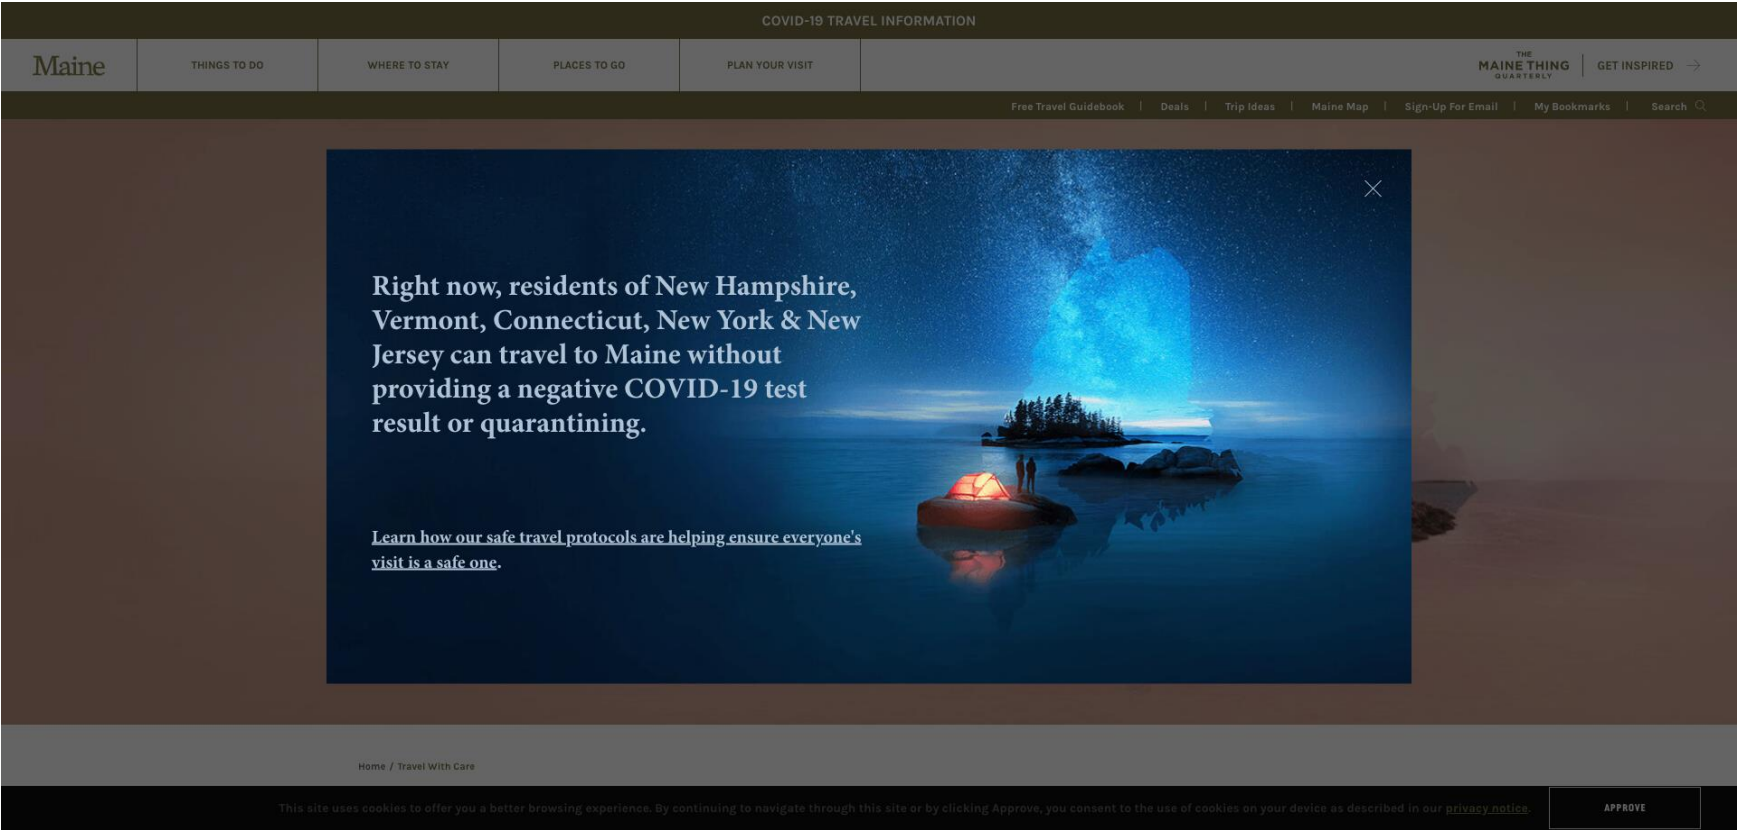 COVID-19 TRAVEL INFORMATION
Maine
THINGS TO DO
WHERE TO STAY
PLACES TO GO
PLAN YOUR VISIT
THE
MAINE THING
QUARTERLY
GET INSPIRED
Free Travel Guidebook | Deals | Trip Ideas | Maine Map | Sign-Up For Email | My Bookmarks | Search
Right now, residents of New Hampshire,
Vermont, Connecticut, New York & New
Jersey can travel to Maine without
providing a negative COVID-19 test
result or quarantining.
Learn how our safe travel protocols are helping ensure everyone's
visit is a safe one.
Home / Travel With Care
This site uses cookies to offer you a better browsing experience. By continuing to navigate through this site or by clicking Approve, you consent to the use of cookies on your device as described in our privacy notice.
APPROVE